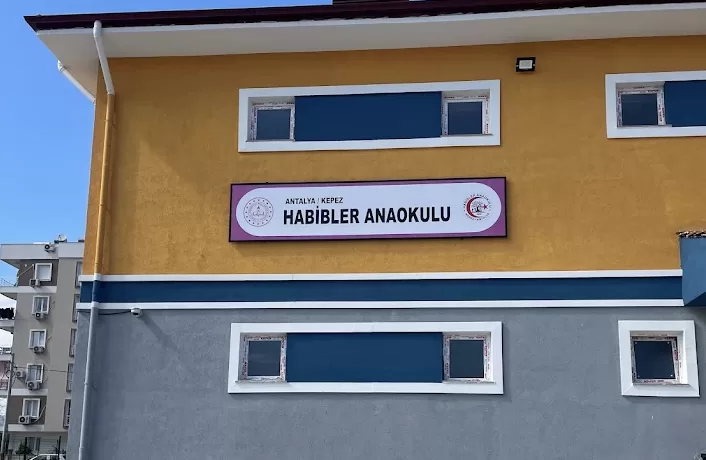 ANTALYA / KEPEZ
HABİBLER ANAOKULU